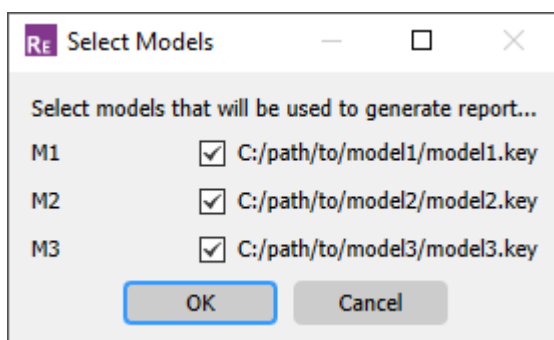 RE Select Models
Select models that will be used to generate report...
M1 C:/path/to/model1/model1.key
M2 C:/path/to/model2/model2.key
M3 C:/path/to/model3/model3.key
OK Cancel